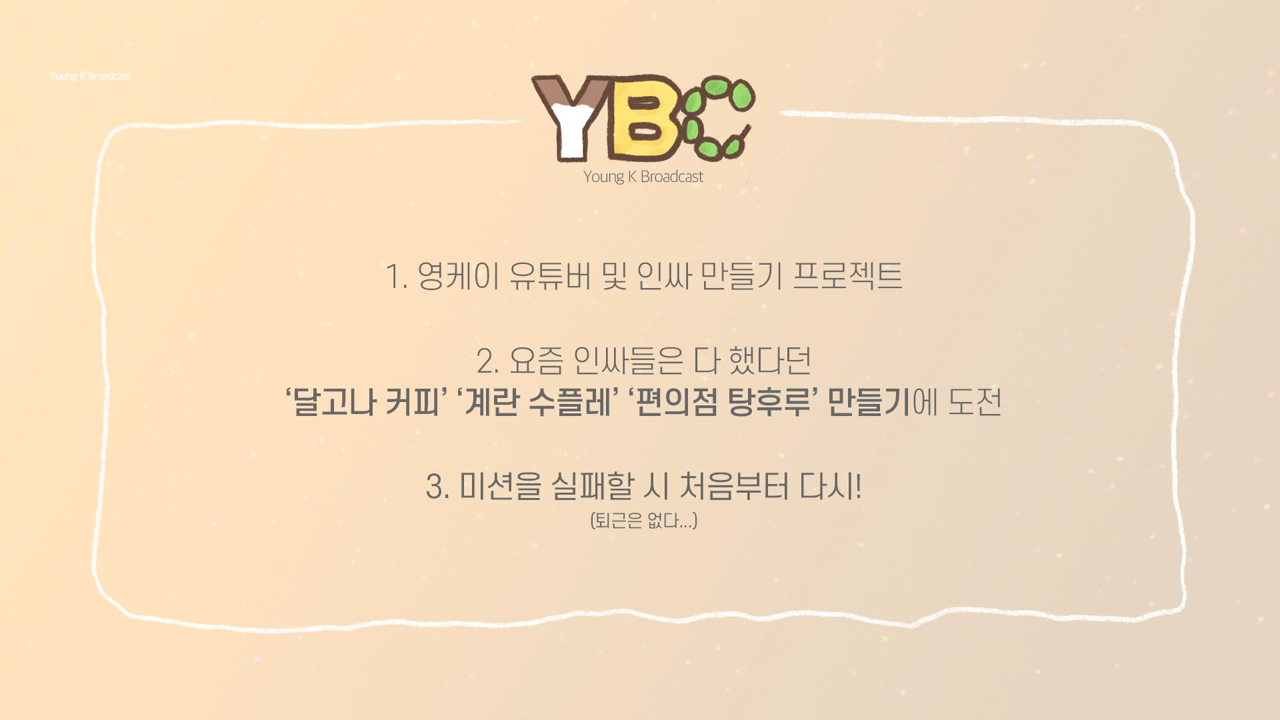 Young K Broadcast
YBC
Young K Broadcast
1. 영케이 유튜버 및 인싸 만들기 프로젝트
2. 요즘 인싸들은 다 했다던
‘달고나 커피’ ‘계란 수플레’ ‘편의점 탕후루’ 만들기에 도전
3. 미션을 실패할 시 처음부터 다시!
(퇴근은 없다...)